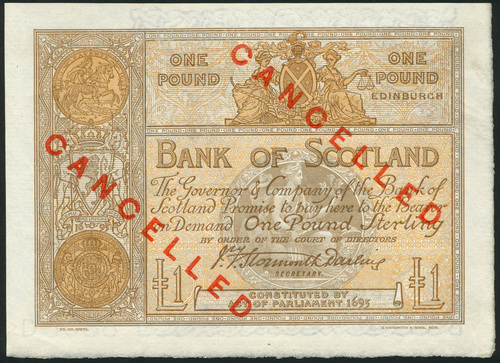 ONE POUND
ONE POUND
EDINBURGH
BANK OF SCOTLAND
The Governor & Company of the Bank of
Scotland Promise to pay here to the Bearer
on Demand One Pound Sterling
BY ORDER OF THE COURT OF DIRECTORS
J. F. Stormonth Darling
SECRETARY.
£1
£1
CONSTITUTED BY
ACT OF PARLIAMENT 1695
CANCELLED
CANCELLED